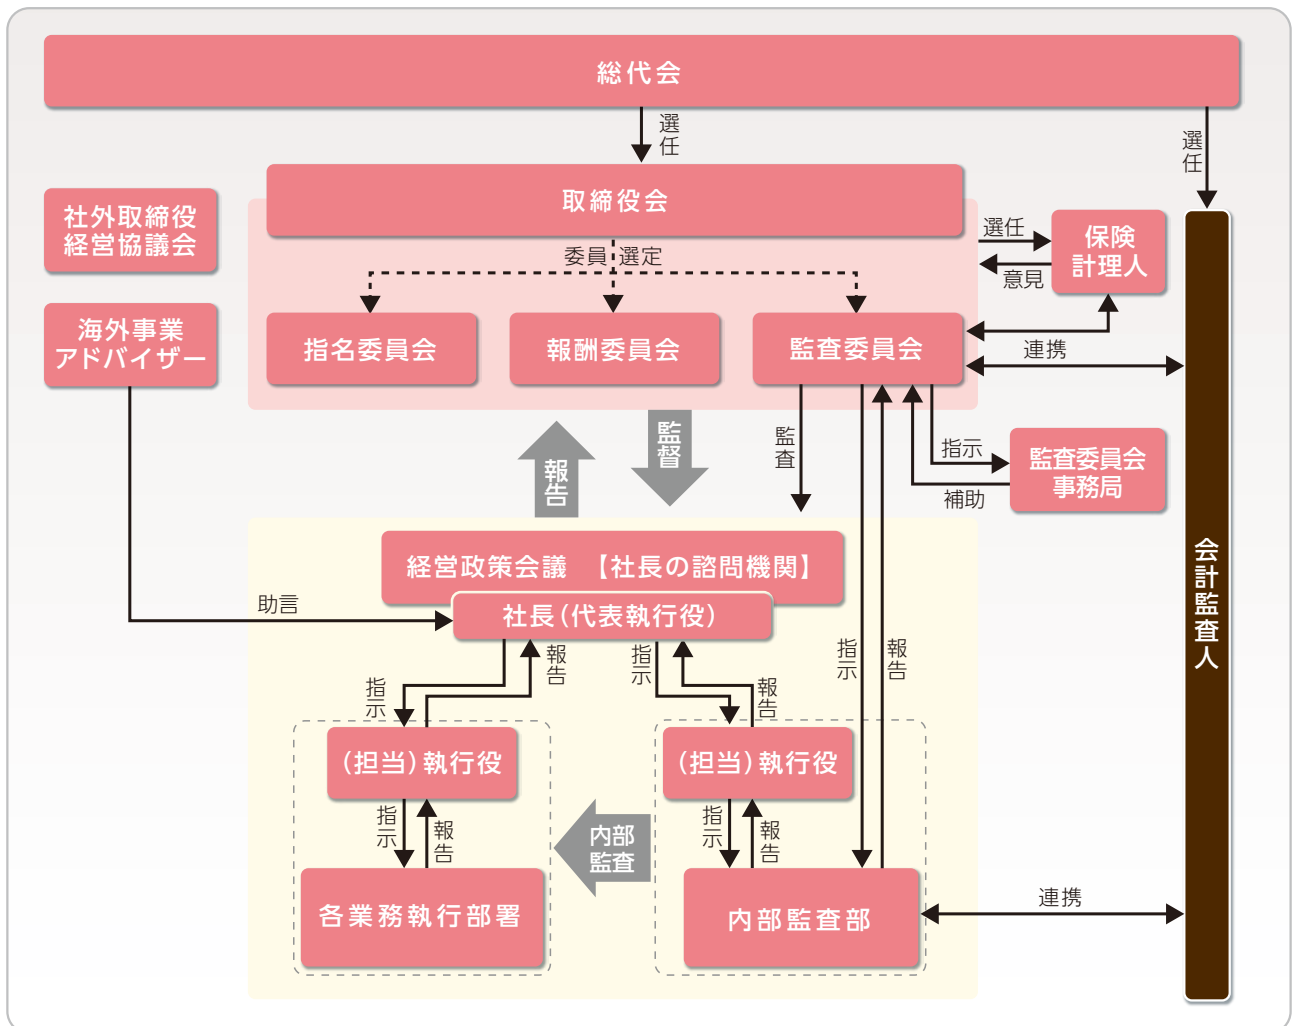 総代会
選任
選任
取締役会
社外取締役
経営協議会
選任
保険
計理人
意見
委員選定
海外事業
アドバイザー
指名委員会
報酬委員会
監査委員会
連携
監査
指示
監査委員会
事務局
補助
報告
監督
経営政策会議 【社長の諮問機関】
社長（代表執行役）
助言
会計監査人
指示
報告
指示
報告
指示
報告
（担当）執行役
（担当）執行役
指示
報告
内部
監査
指示
報告
各業務執行部署
内部監査部
連携